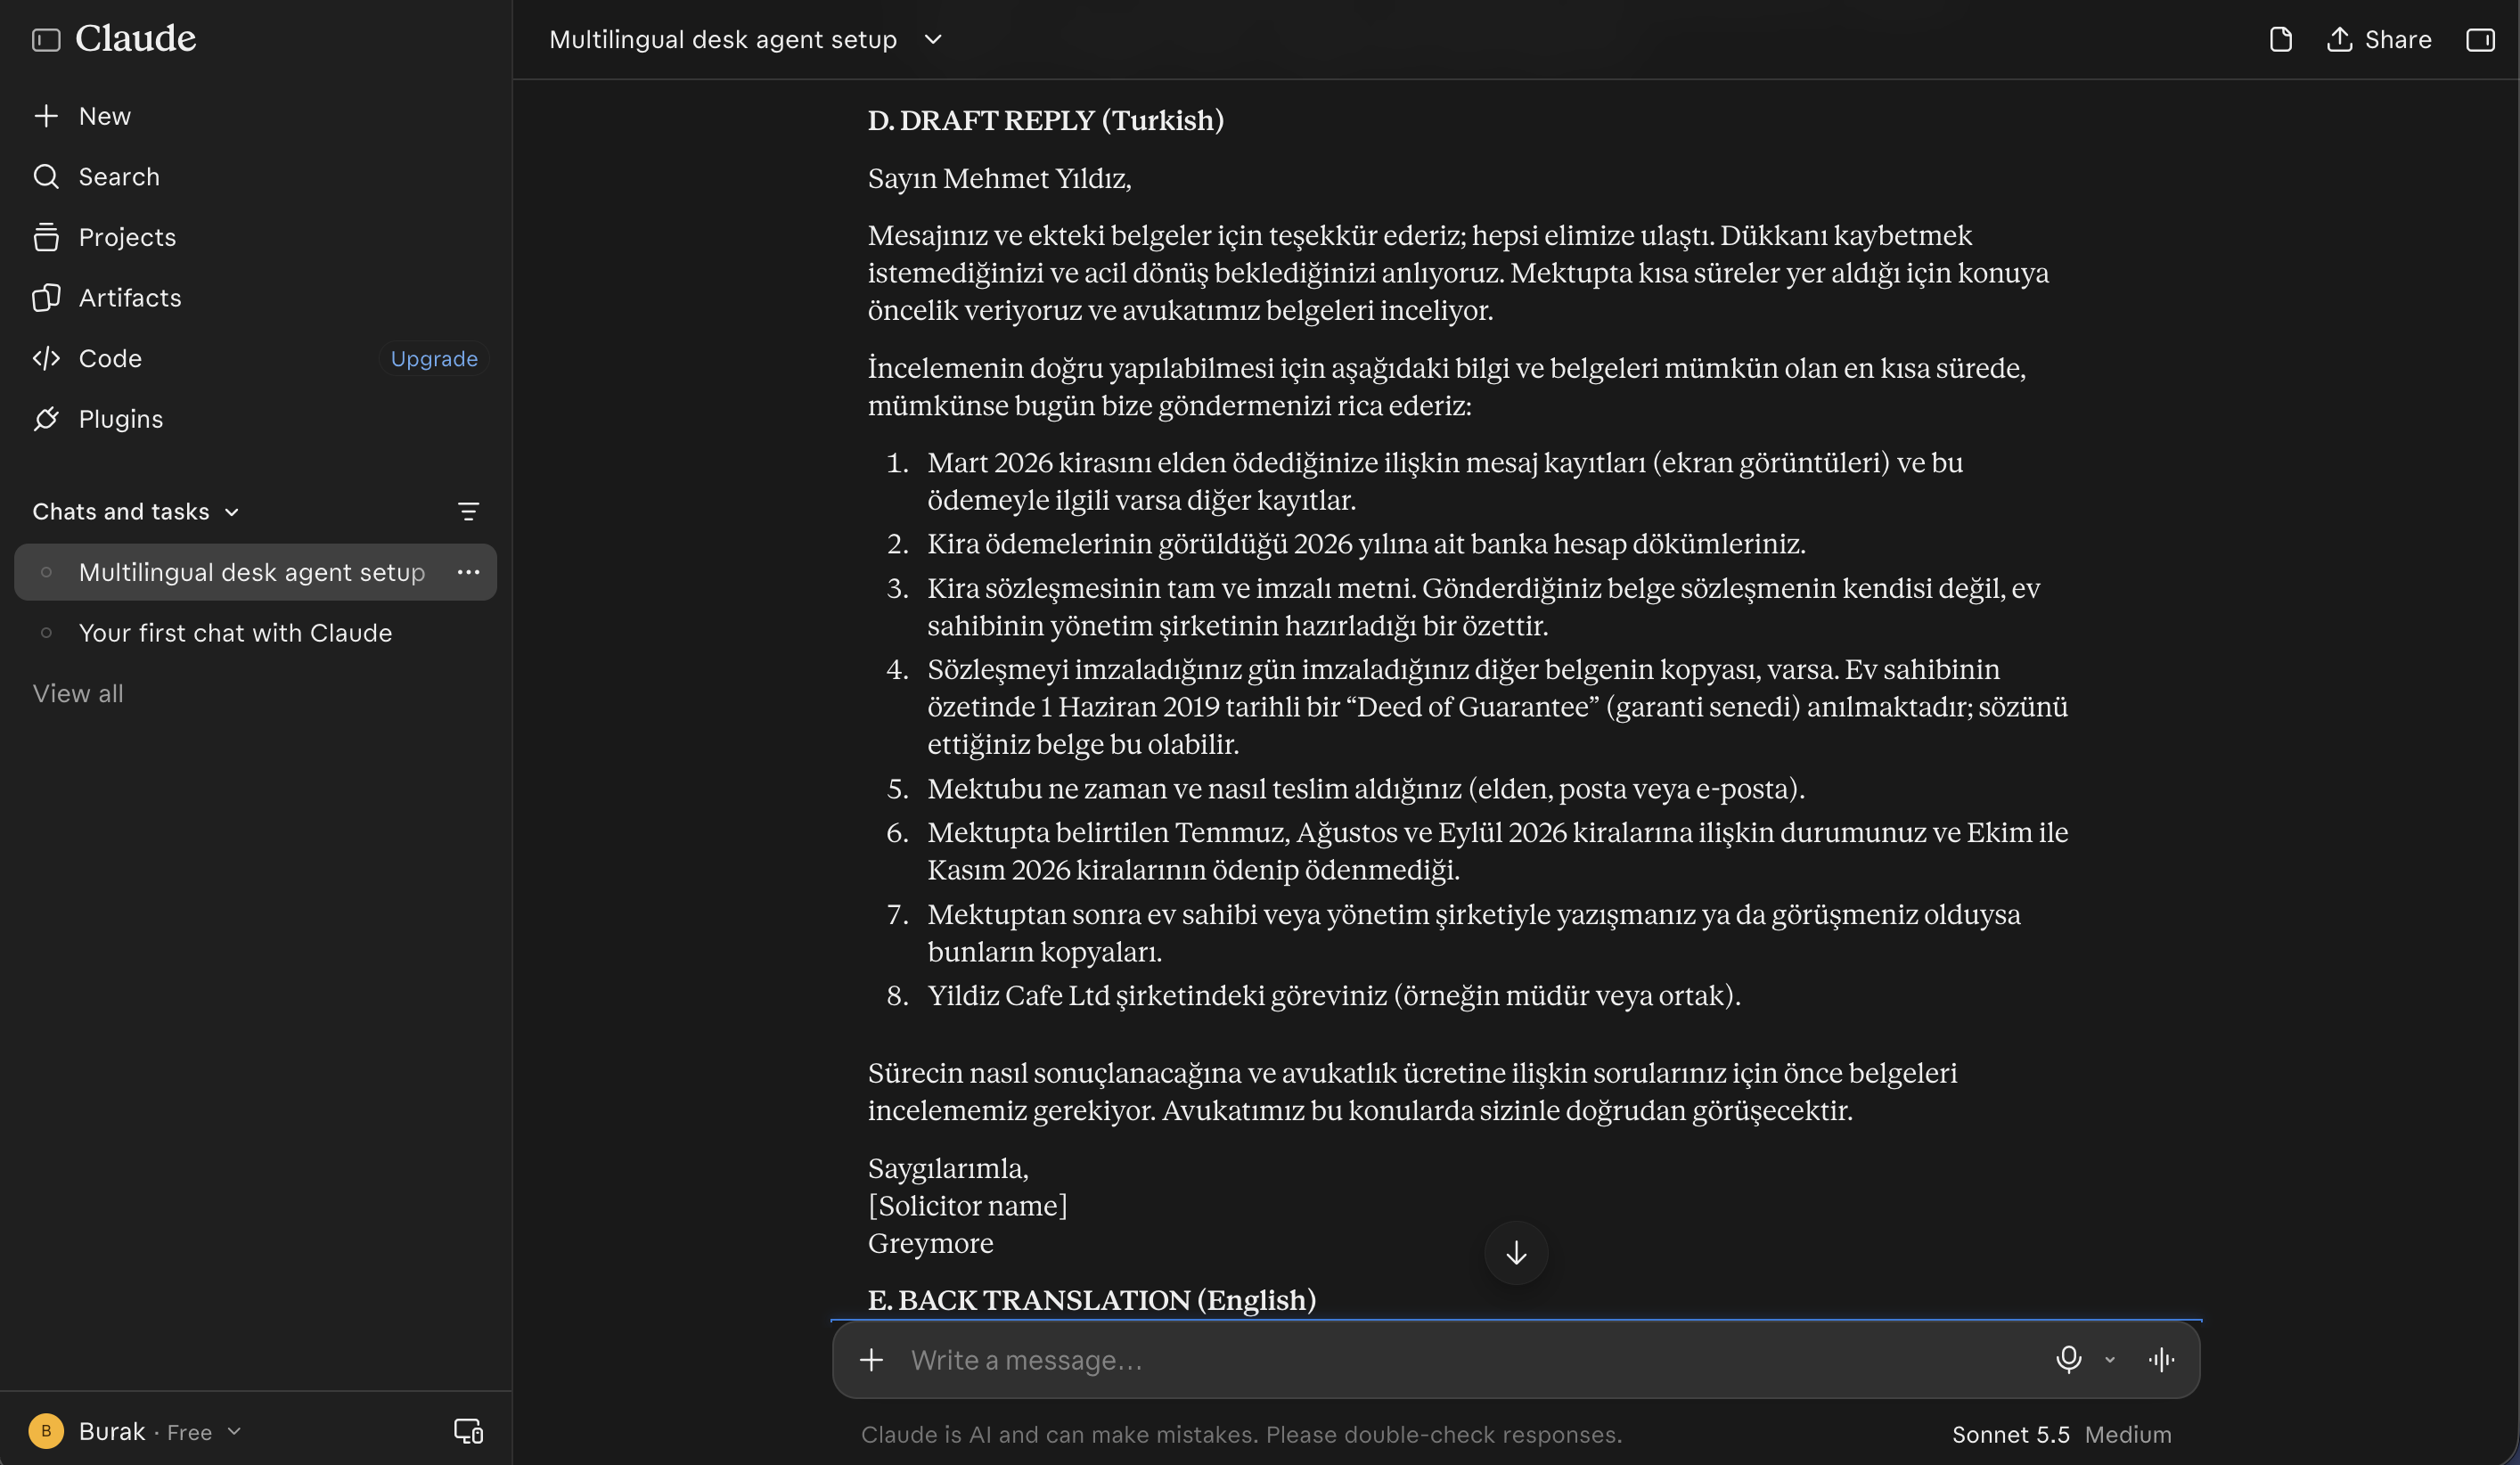 Claude
New
Search
Projects
Artifacts
Code
Upgrade
Plugins
Chats and tasks
Multilingual desk agent setup
Your first chat with Claude
View all
B
Burak · Free
Multilingual desk agent setup
Share
D. DRAFT REPLY (Turkish)
Sayın Mehmet Yıldız,
Mesajınız ve ekteki belgeler için teşekkür ederiz; hepsi elimize ulaştı. Dükkanı kaybetmek
istemediğinizi ve acil dönüş beklediğinizi anlıyoruz. Mektupta kısa süreler yer aldığı için konuya
öncelik veriyoruz ve avukatımız belgeleri inceliyor.
İncelemenin doğru yapılabilmesi için aşağıdaki bilgi ve belgeleri mümkün olan en kısa sürede,
mümkünse bugün bize göndermenizi rica ederiz:
1. Mart 2026 kirasını elden ödediğinize ilişkin mesaj kayıtları (ekran görüntüleri) ve bu
ödemeyle ilgili varsa diğer kayıtlar.
2. Kira ödemelerinin görüldüğü 2026 yılına ait banka hesap dökümleriniz.
3. Kira sözleşmesinin tam ve imzalı metni. Gönderdiğiniz belge sözleşmenin kendisi değil, ev
sahibinin yönetim şirketinin hazırladığı bir özettir.
4. Sözleşmeyi imzaladığınız gün imzaladığınız diğer belgenin kopyası, varsa. Ev sahibinin
özetinde 1 Haziran 2019 tarihli bir “Deed of Guarantee” (garanti senedi) anılmaktadır; sözünü
ettiğiniz belge bu olabilir.
5. Mektubu ne zaman ve nasıl teslim aldığınız (elden, posta veya e-posta).
6. Mektupta belirtilen Temmuz, Ağustos ve Eylül 2026 kiralarına ilişkin durumunuz ve Ekim ile
Kasım 2026 kiralarının ödenip ödenmediği.
7. Mektuptan sonra ev sahibi veya yönetim şirketiyle yazışmanız ya da görüşmeniz olduysa
bunların kopyaları.
8. Yildiz Cafe Ltd şirketindeki göreviniz (örneğin müdür veya ortak).
Sürecin nasıl sonuçlanacağına ve avukatlık ücretine ilişkin sorularınız için önce belgeleri
incelememiz gerekiyor. Avukatımız bu konularda sizinle doğrudan görüşecektir.
Saygılarımla,
[Solicitor name]
Greymore
E. BACK TRANSLATION (English)
Write a message…
Claude is AI and can make mistakes. Please double-check responses.
Sonnet 5.5 Medium